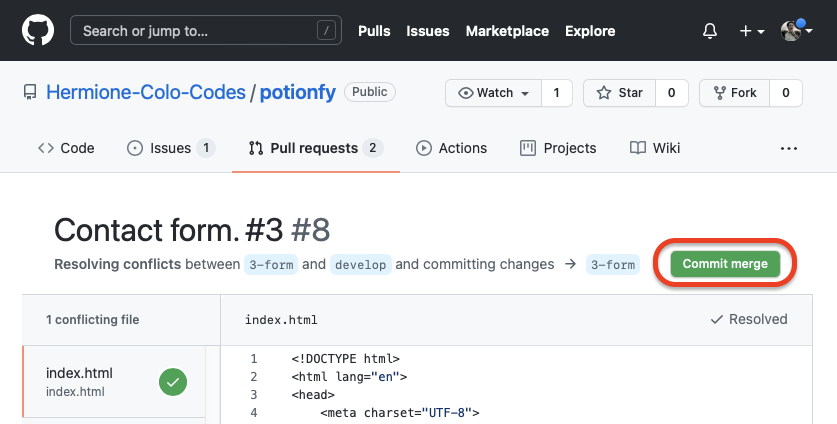 Search or jump to... / Pulls Issues Marketplace Explore
Hermione-Colo-Codes / potionfy Public Watch 1 Star 0 Fork 0
Code Issues 1 Pull requests 2 Actions Projects Wiki ...
Contact form. #3 #8
Resolving conflicts between 3-form and develop and committing changes → 3-form Commit merge
1 conflicting file index.html Resolved
index.html
index.html
1 <!DOCTYPE html>
2 <html lang="en">
3 <head>
4 <meta charset="UTF-8">